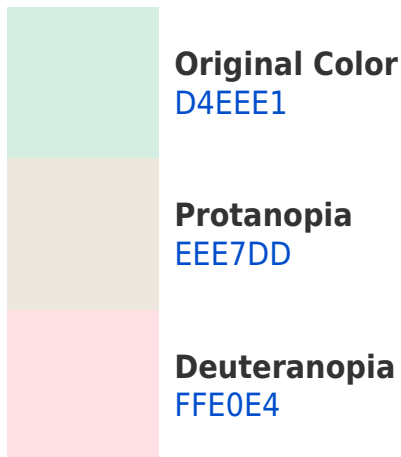 Original Color
D4EEE1
Protanopia
EEE7DD
Deuteranopia
FFE0E4